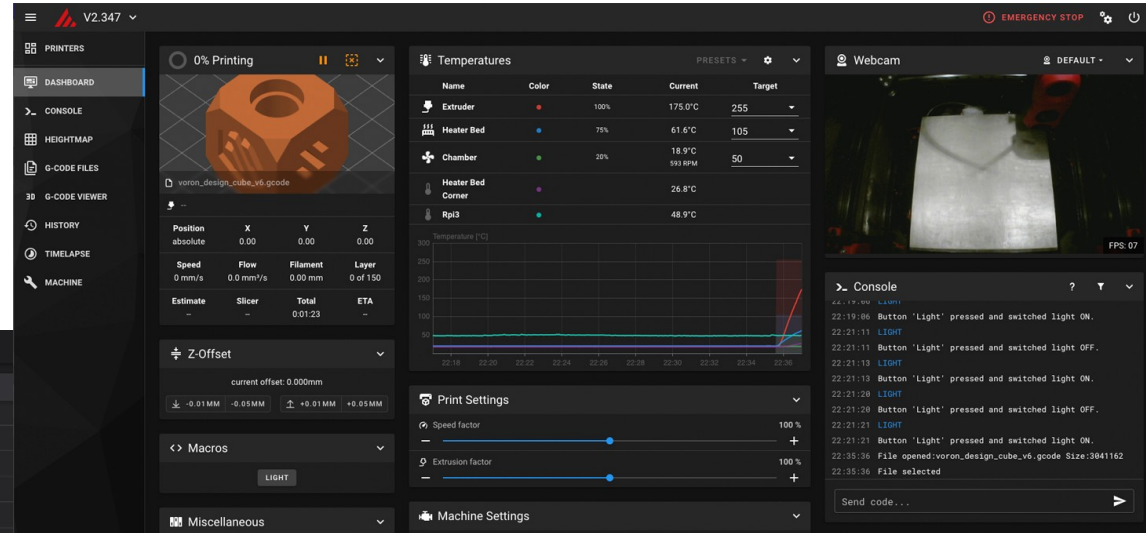 V2.347
EMERGENCY STOP
PRINTERS
DASHBOARD
CONSOLE
HEIGHTMAP
G-CODE FILES
3D G-CODE VIEWER
HISTORY
TIMELAPSE
MACHINE
0% Printing
voron_design_cube_v6.gcode
--
Position X Y Z
absolute 0.00 0.00 0.00
Speed Flow Filament Layer
0 mm/s 0.0 mm³/s 0.00 mm 0 of 150
Estimate Slicer Total ETA
-- -- 0:01:23 --
Z-Offset
current offset: 0.000mm
-0.01MM -0.05MM +0.01MM +0.05MM
Macros
LIGHT
Miscellaneous
Temperatures PRESETS
Name Color State Current Target
Extruder 100% 175.0°C 255
Heater Bed 75% 61.6°C 105
Chamber 20% 18.9°C 50
593 RPM
Heater Bed
Corner 26.8°C
Rpi3 48.9°C
Temperature [°C]
300
250
200
150
100
50
22:18 22:20 22:22 22:24 22:26 22:28 22:30 22:32 22:34 22:36
Print Settings
Speed factor 100 %
Extrusion factor 100 %
Machine Settings
Webcam DEFAULT
FPS: 07
>_ Console ?
22:19:06 LIGHT
22:19:06 Button 'Light' pressed and switched light ON.
22:21:11 LIGHT
22:21:11 Button 'Light' pressed and switched light OFF.
22:21:13 LIGHT
22:21:13 Button 'Light' pressed and switched light ON.
22:21:20 LIGHT
22:21:20 Button 'Light' pressed and switched light OFF.
22:21:21 LIGHT
22:21:21 Button 'Light' pressed and switched light ON.
22:35:36 File opened:voron_design_cube_v6.gcode Size:3041162
22:35:36 File selected
Send code...